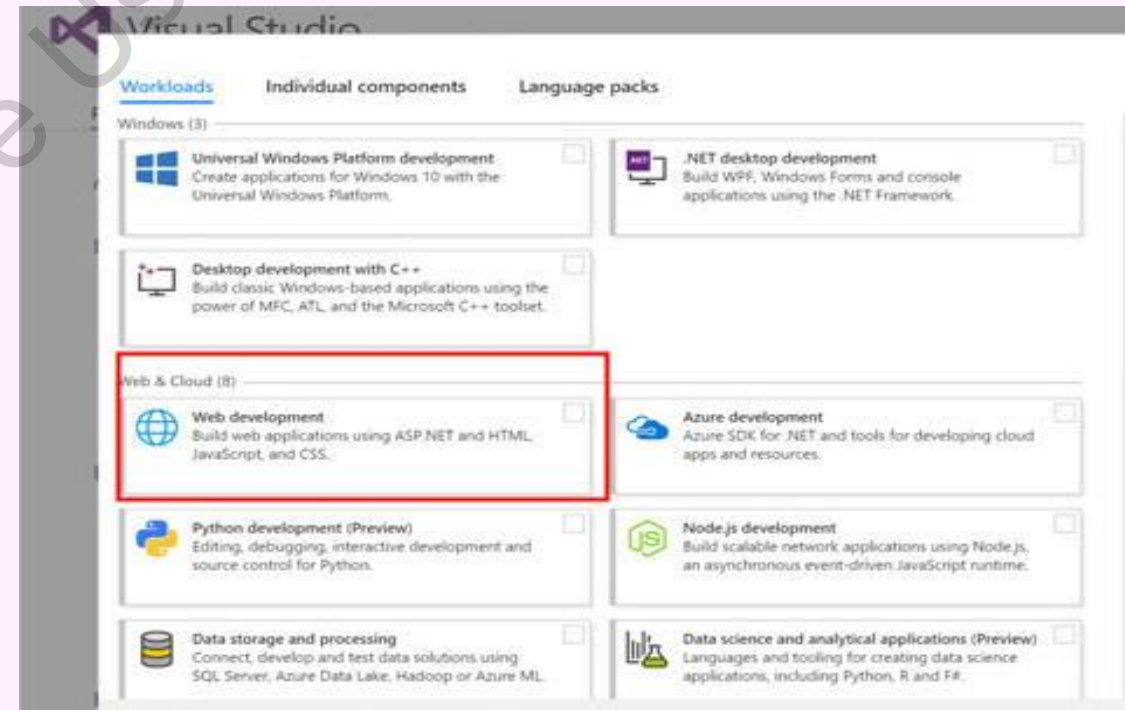 Visual Studio
Workloads Individual components Language packs
Windows (3)
Universal Windows Platform development
Create applications for Windows 10 with the
Universal Windows Platform.
.NET desktop development
Build WPF, Windows Forms and console
applications using the .NET Framework.
Desktop development with C++
Build classic Windows-based applications using the
power of MFC, ATL, and the Microsoft C++ toolset.
Web & Cloud (8)
Web development
Build web applications using ASP.NET and HTML,
JavaScript, and CSS.
Azure development
Azure SDK for .NET and tools for developing cloud
apps and resources.
Python development (Preview)
Editing, debugging, interactive development and
source control for Python.
Node.js development
Build scalable network applications using Node.js,
an asynchronous event-driven JavaScript runtime.
Data storage and processing
Connect, develop and test data solutions using
SQL Server, Azure Data Lake, Hadoop or Azure ML.
Data science and analytical applications (Preview)
Languages and tooling for creating data science
applications, including Python, R and F#.